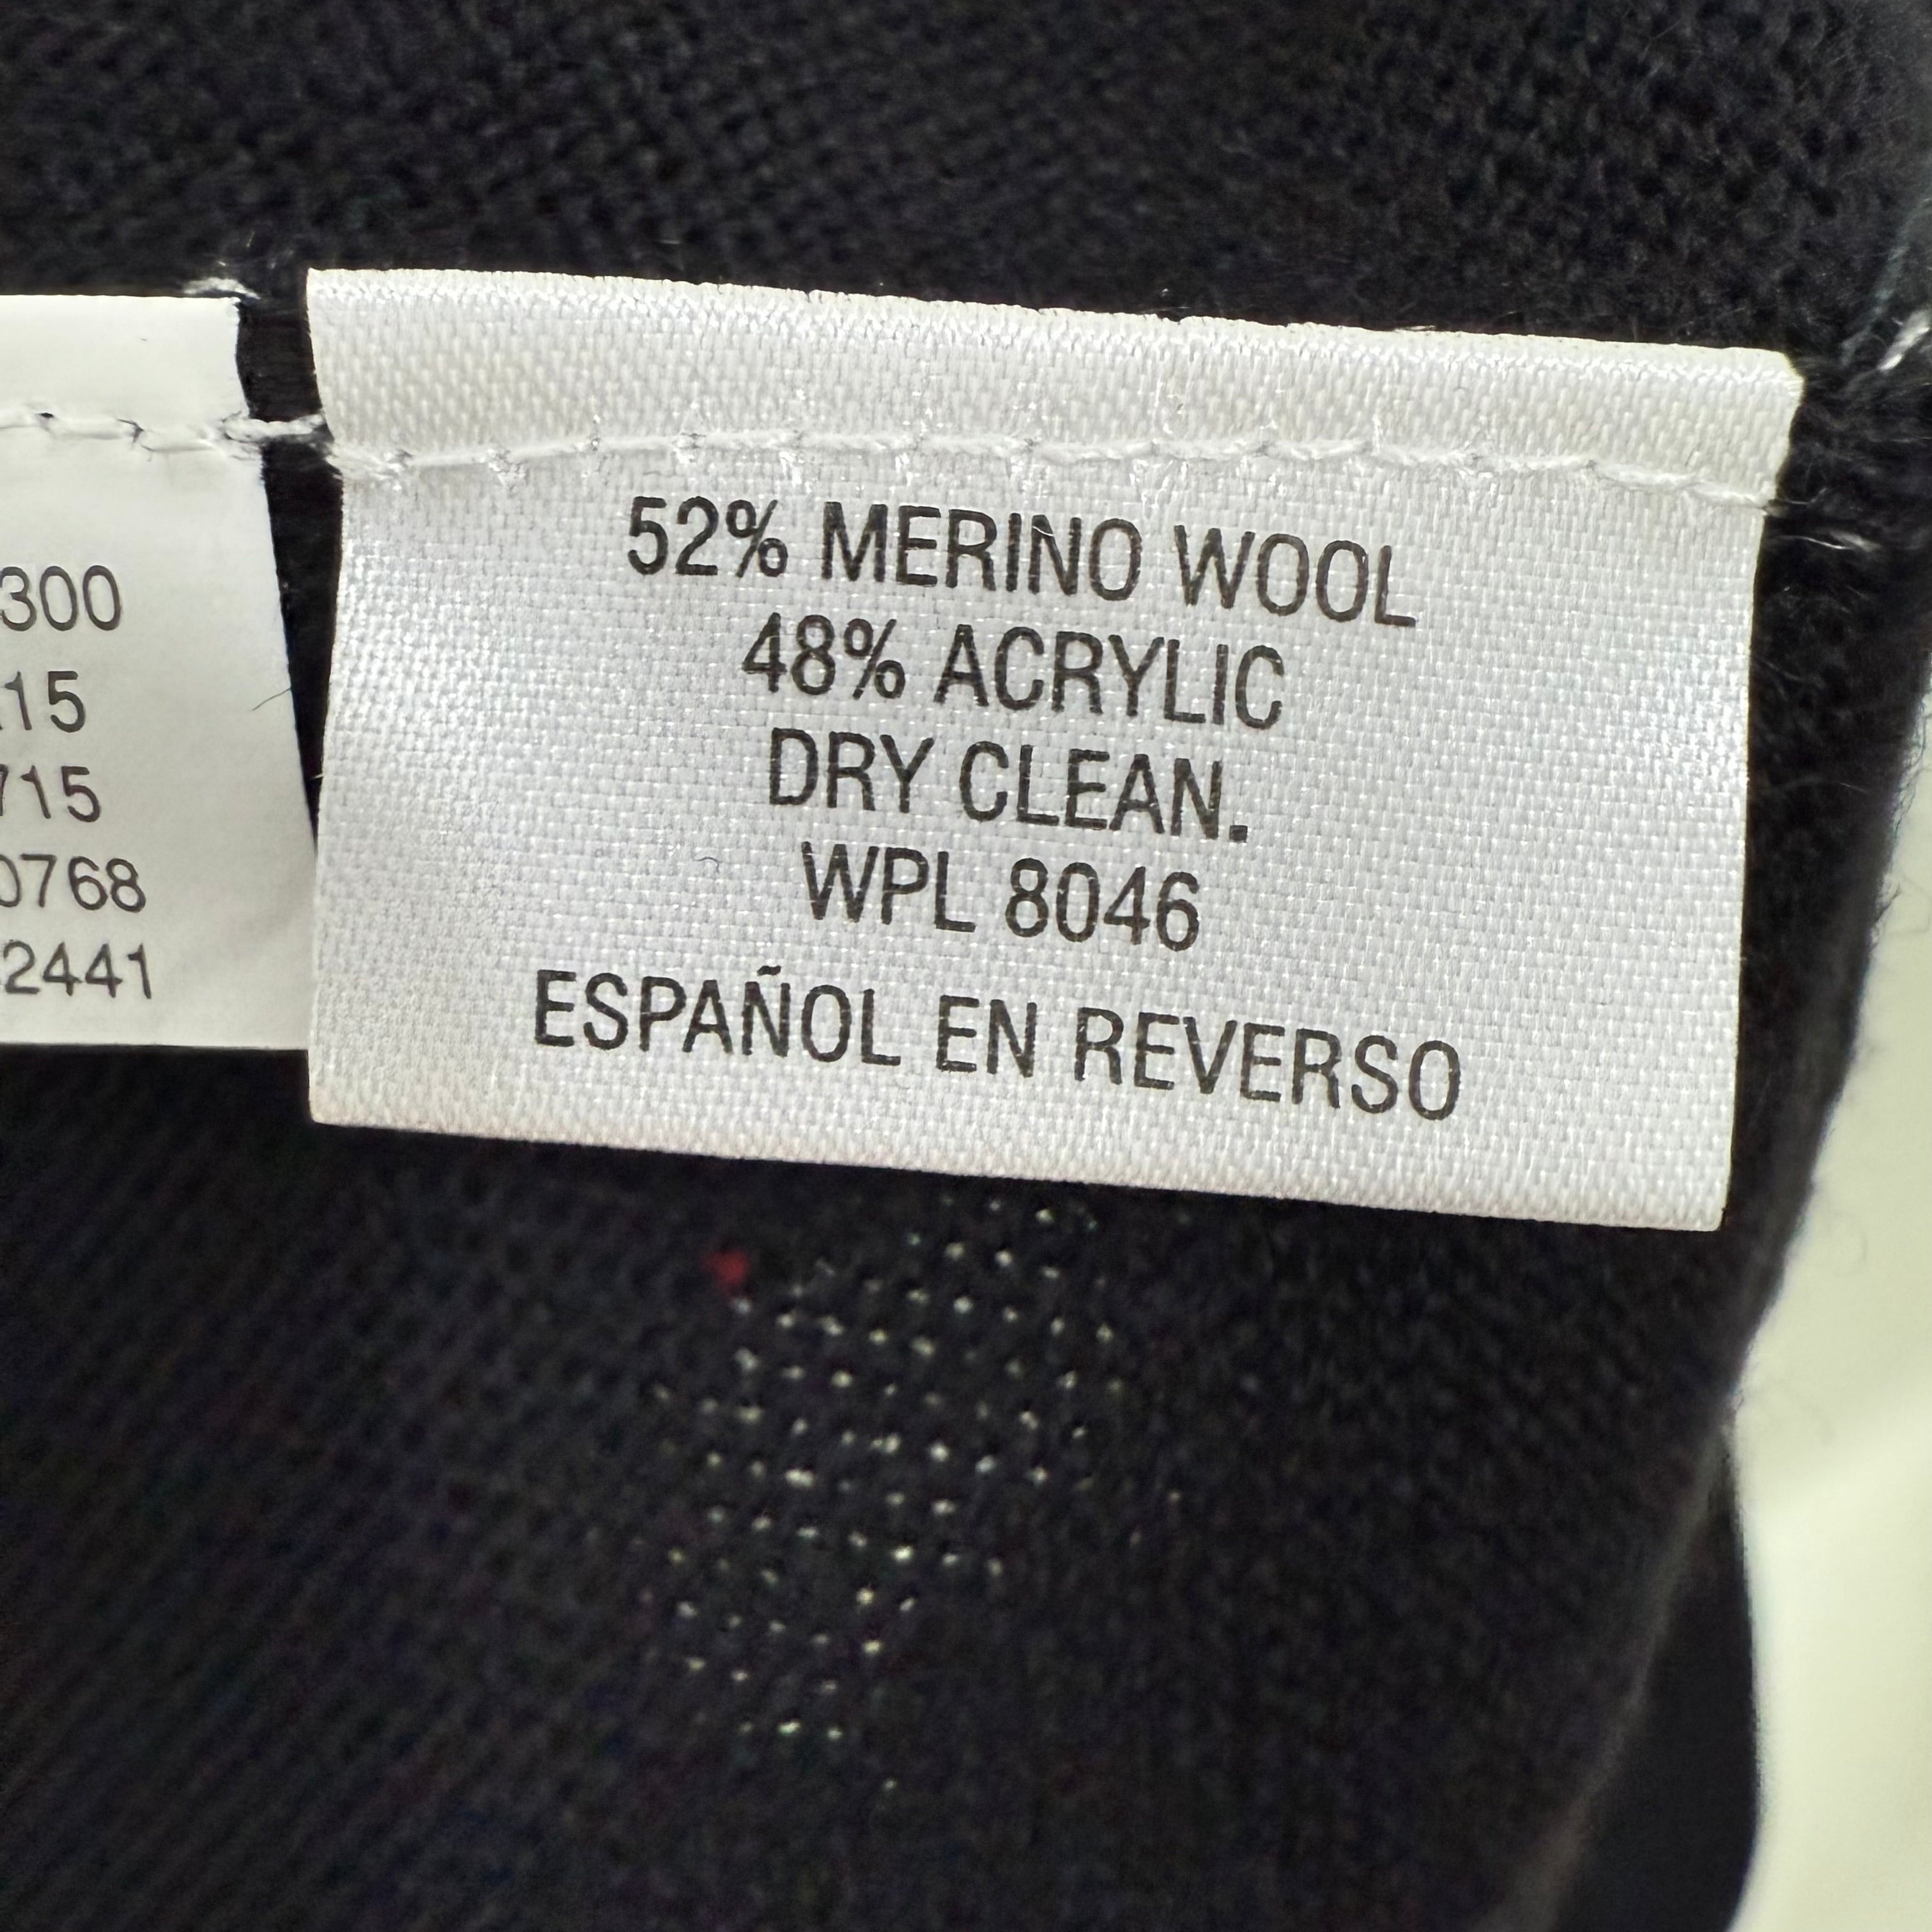 300
15
715
0768
2441
52% MERINO WOOL
48% ACRYLIC
DRY CLEAN.
WPL 8046
ESPAÑOL EN REVERSO